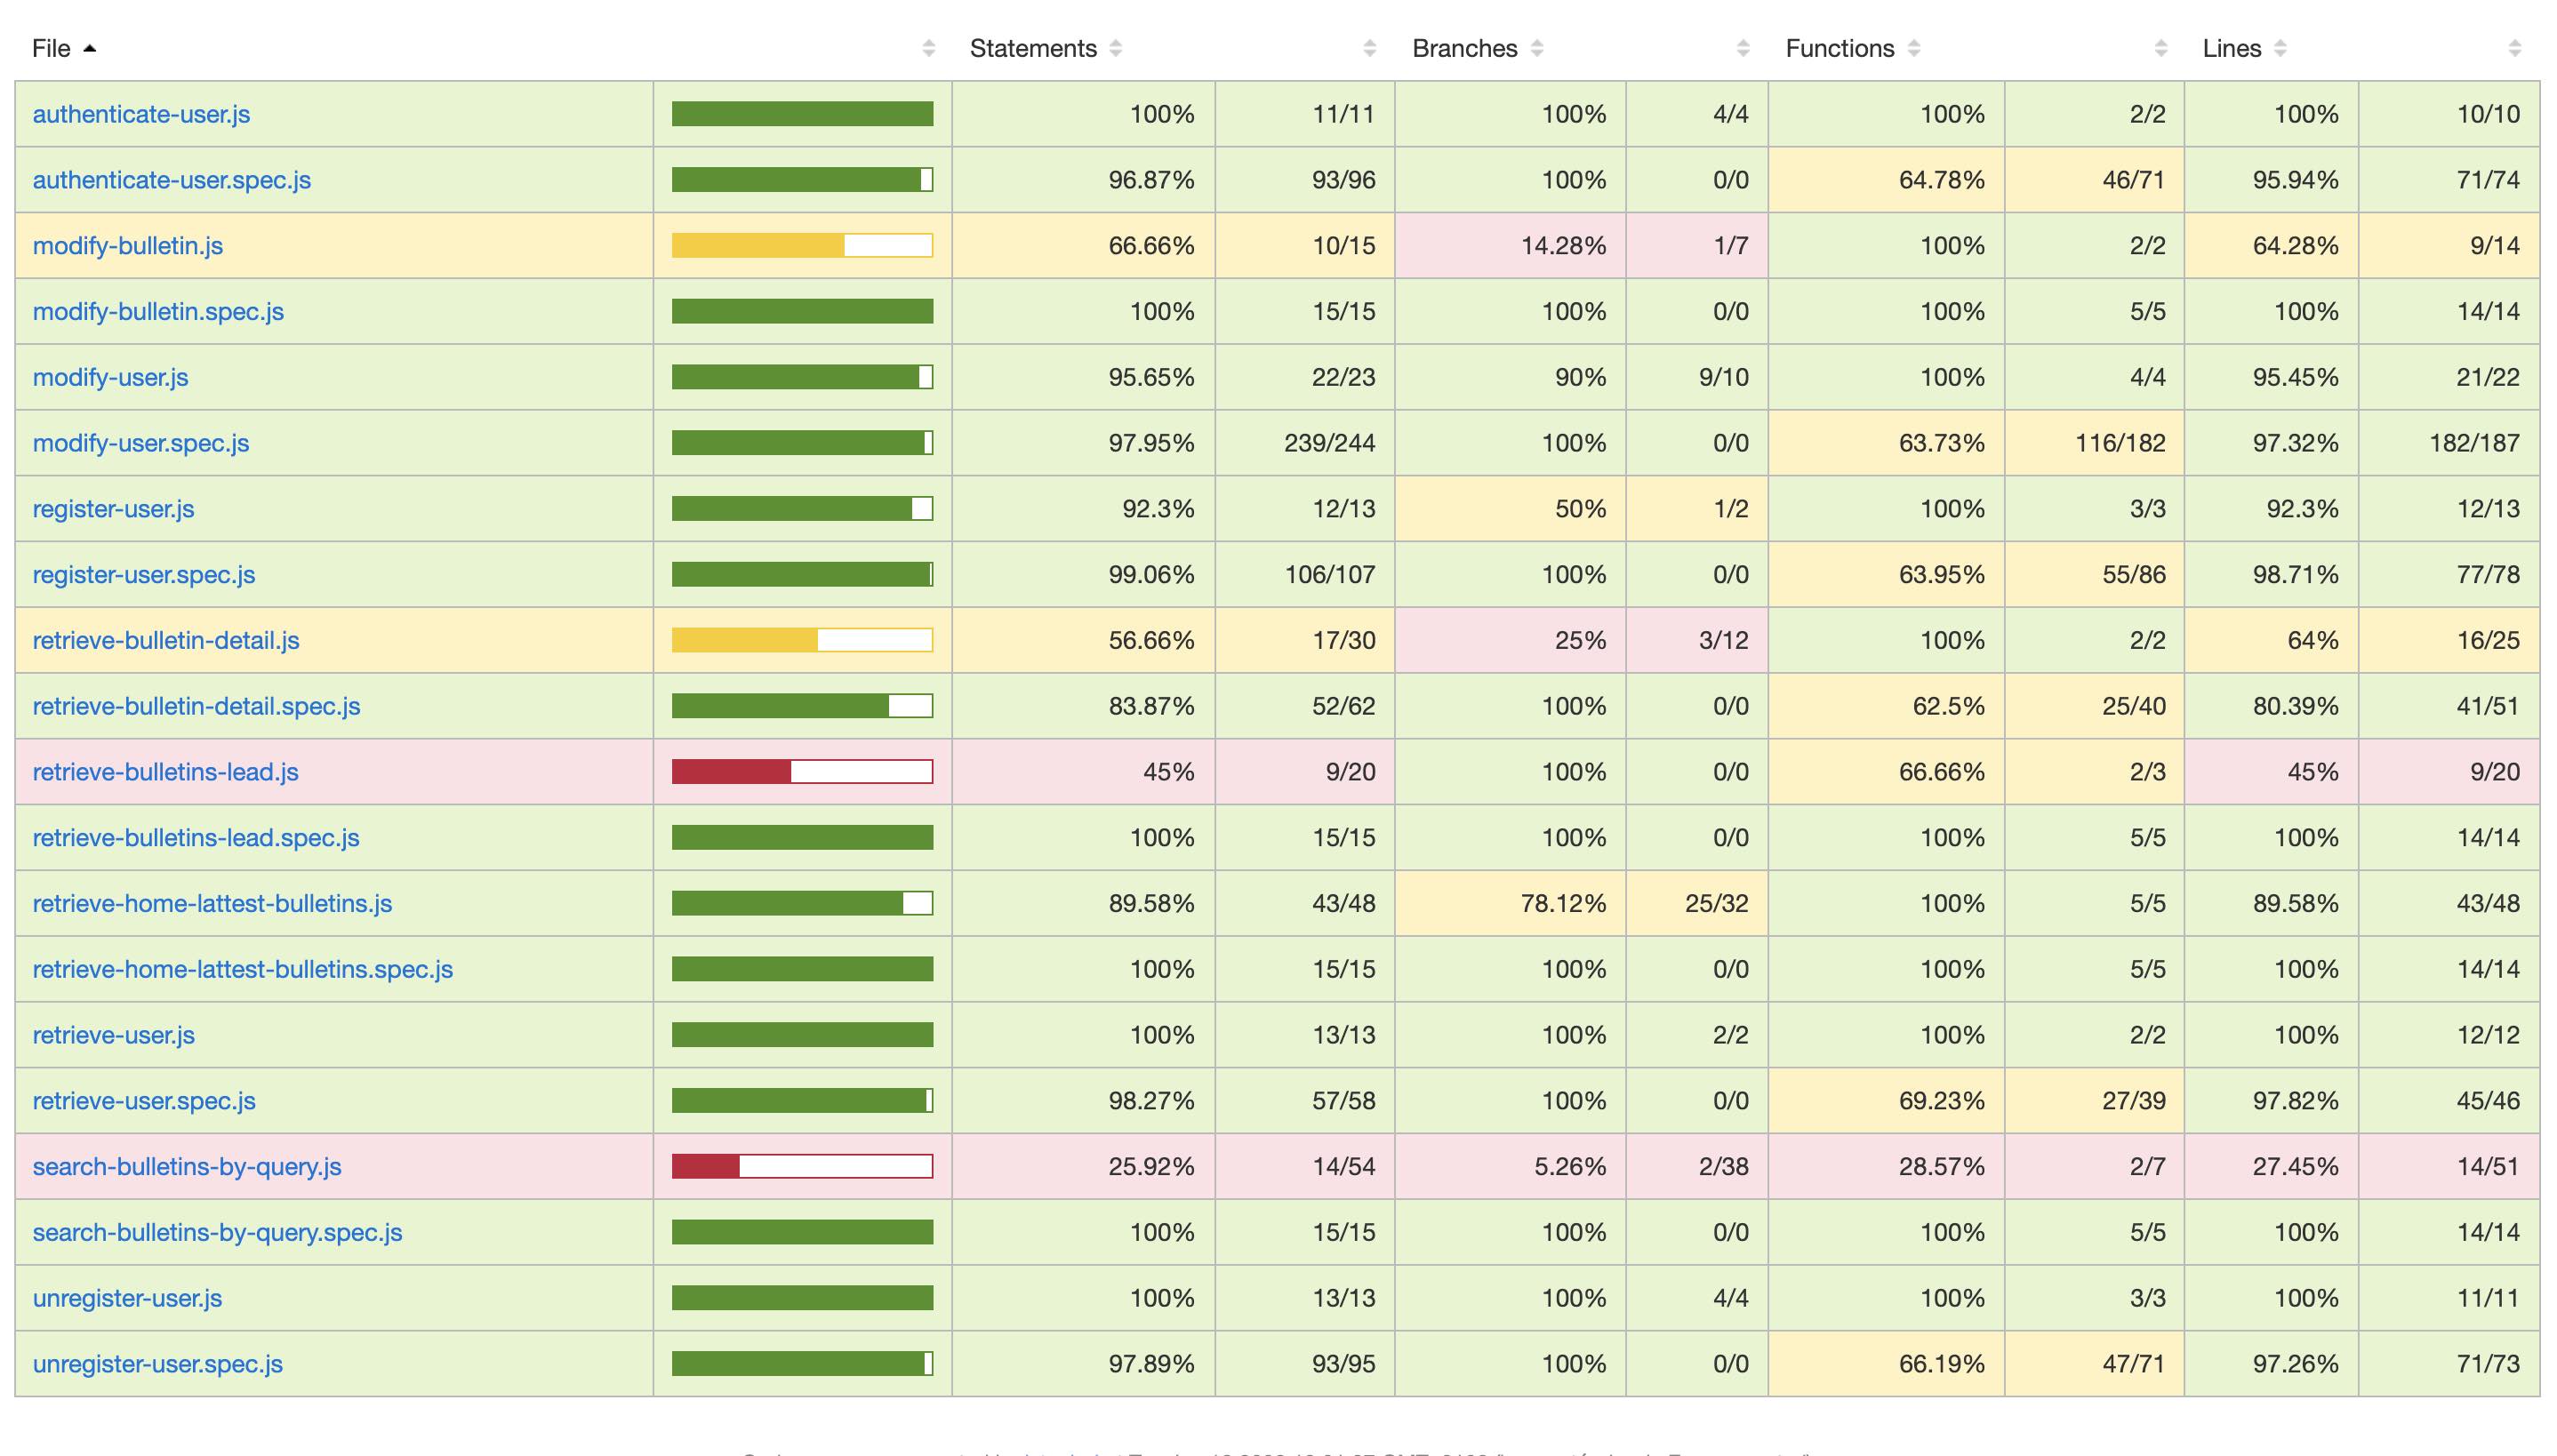 File Statements Branches Functions Lines
authenticate-user.js 100% 11/11 100% 4/4 100% 2/2 100% 10/10
authenticate-user.spec.js 96.87% 93/96 100% 0/0 64.78% 46/71 95.94% 71/74
modify-bulletin.js 66.66% 10/15 14.28% 1/7 100% 2/2 64.28% 9/14
modify-bulletin.spec.js 100% 15/15 100% 0/0 100% 5/5 100% 14/14
modify-user.js 95.65% 22/23 90% 9/10 100% 4/4 95.45% 21/22
modify-user.spec.js 97.95% 239/244 100% 0/0 63.73% 116/182 97.32% 182/187
register-user.js 92.3% 12/13 50% 1/2 100% 3/3 92.3% 12/13
register-user.spec.js 99.06% 106/107 100% 0/0 63.95% 55/86 98.71% 77/78
retrieve-bulletin-detail.js 56.66% 17/30 25% 3/12 100% 2/2 64% 16/25
retrieve-bulletin-detail.spec.js 83.87% 52/62 100% 0/0 62.5% 25/40 80.39% 41/51
retrieve-bulletins-lead.js 45% 9/20 100% 0/0 66.66% 2/3 45% 9/20
retrieve-bulletins-lead.spec.js 100% 15/15 100% 0/0 100% 5/5 100% 14/14
retrieve-home-lattest-bulletins.js 89.58% 43/48 78.12% 25/32 100% 5/5 89.58% 43/48
retrieve-home-lattest-bulletins.spec.js 100% 15/15 100% 0/0 100% 5/5 100% 14/14
retrieve-user.js 100% 13/13 100% 2/2 100% 2/2 100% 12/12
retrieve-user.spec.js 98.27% 57/58 100% 0/0 69.23% 27/39 97.82% 45/46
search-bulletins-by-query.js 25.92% 14/54 5.26% 2/38 28.57% 2/7 27.45% 14/51
search-bulletins-by-query.spec.js 100% 15/15 100% 0/0 100% 5/5 100% 14/14
unregister-user.js 100% 13/13 100% 4/4 100% 3/3 100% 11/11
unregister-user.spec.js 97.89% 93/95 100% 0/0 66.19% 47/71 97.26% 71/73